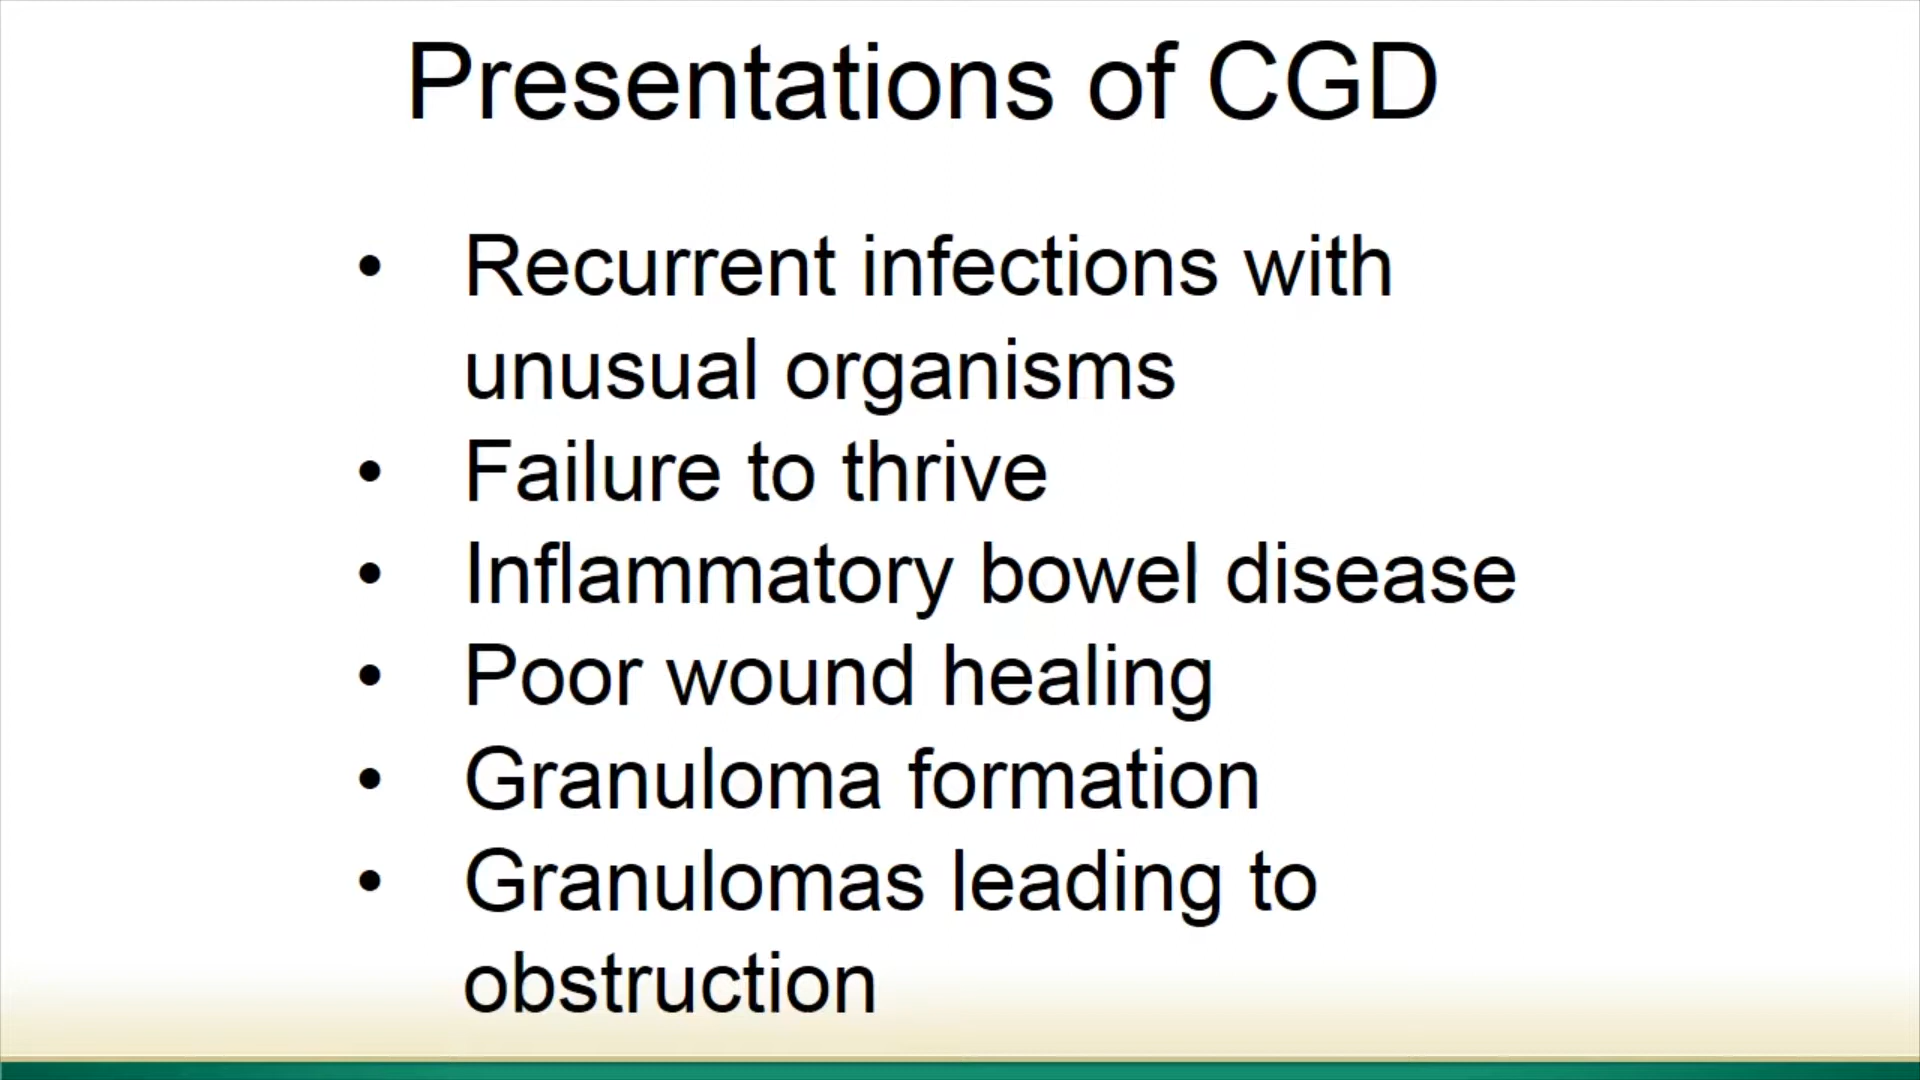 Presentations of CGD
• Recurrent infections with
unusual organisms
• Failure to thrive
• Inflammatory bowel disease
• Poor wound healing
• Granuloma formation
• Granulomas leading to
obstruction